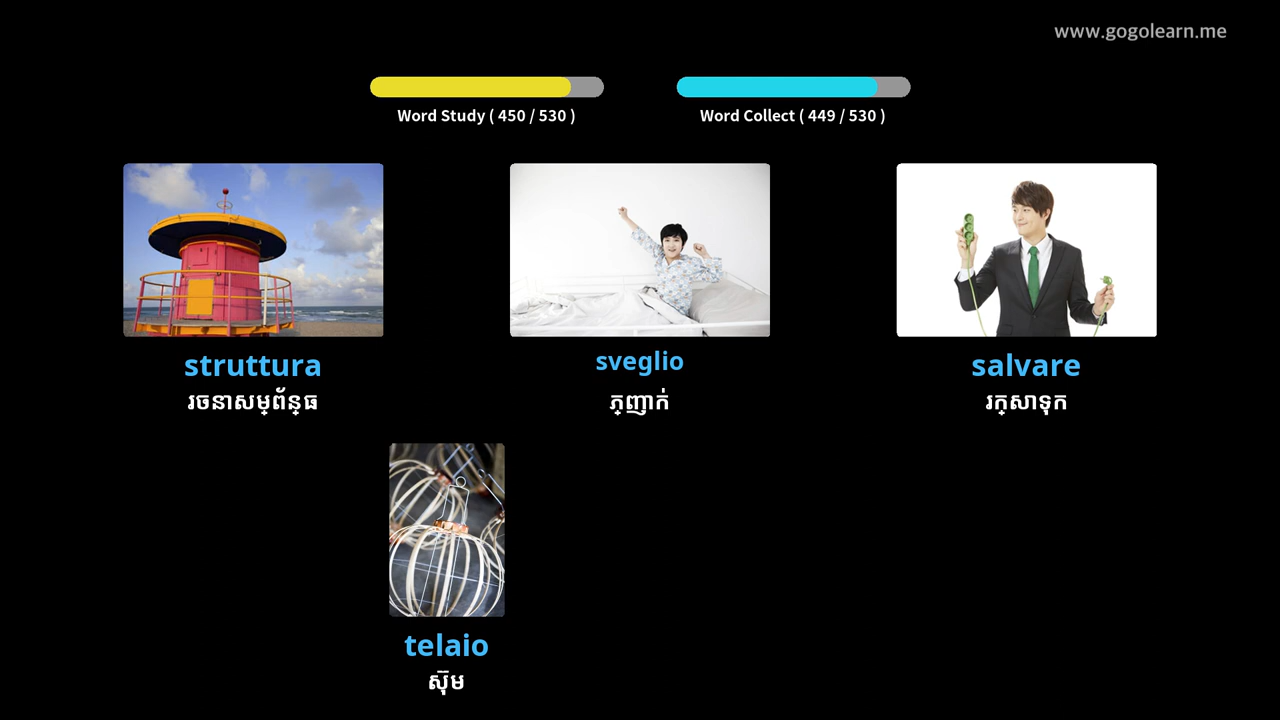 www.gogolearn.me
Word Study ( 450 / 530 )
Word Collect ( 449 / 530 )
struttura
រចនាសម្ព័ន្ធ
sveglio
ភ្ញាក់
salvare
រក្សាទុក
telaio
ស៊ុម